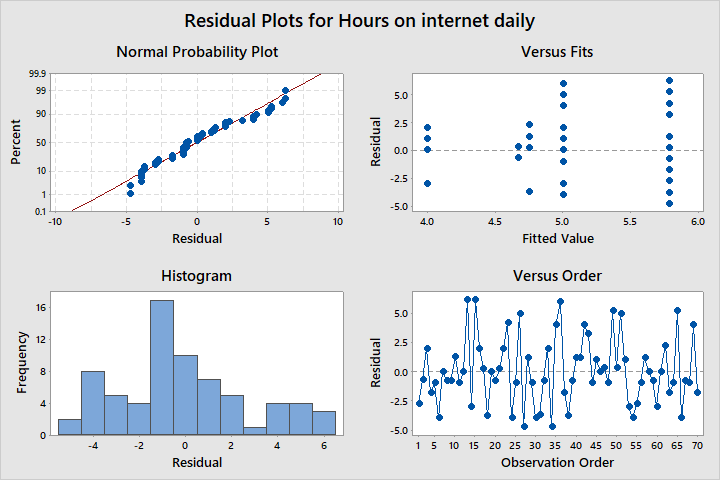 Residual Plots for Hours on internet daily
Normal Probability Plot
99.9
99
90
50
10
1
0.1
Percent
-10 -5 0 5 10
Residual
Versus Fits
5.0
2.5
0.0
-2.5
-5.0
Residual
4.0 4.5 5.0 5.5 6.0
Fitted Value
Histogram
16
12
8
4
0
Frequency
-4 -2 0 2 4 6
Residual
Versus Order
5.0
2.5
0.0
-2.5
-5.0
Residual
1 5 10 15 20 25 30 35 40 45 50 55 60 65 70
Observation Order